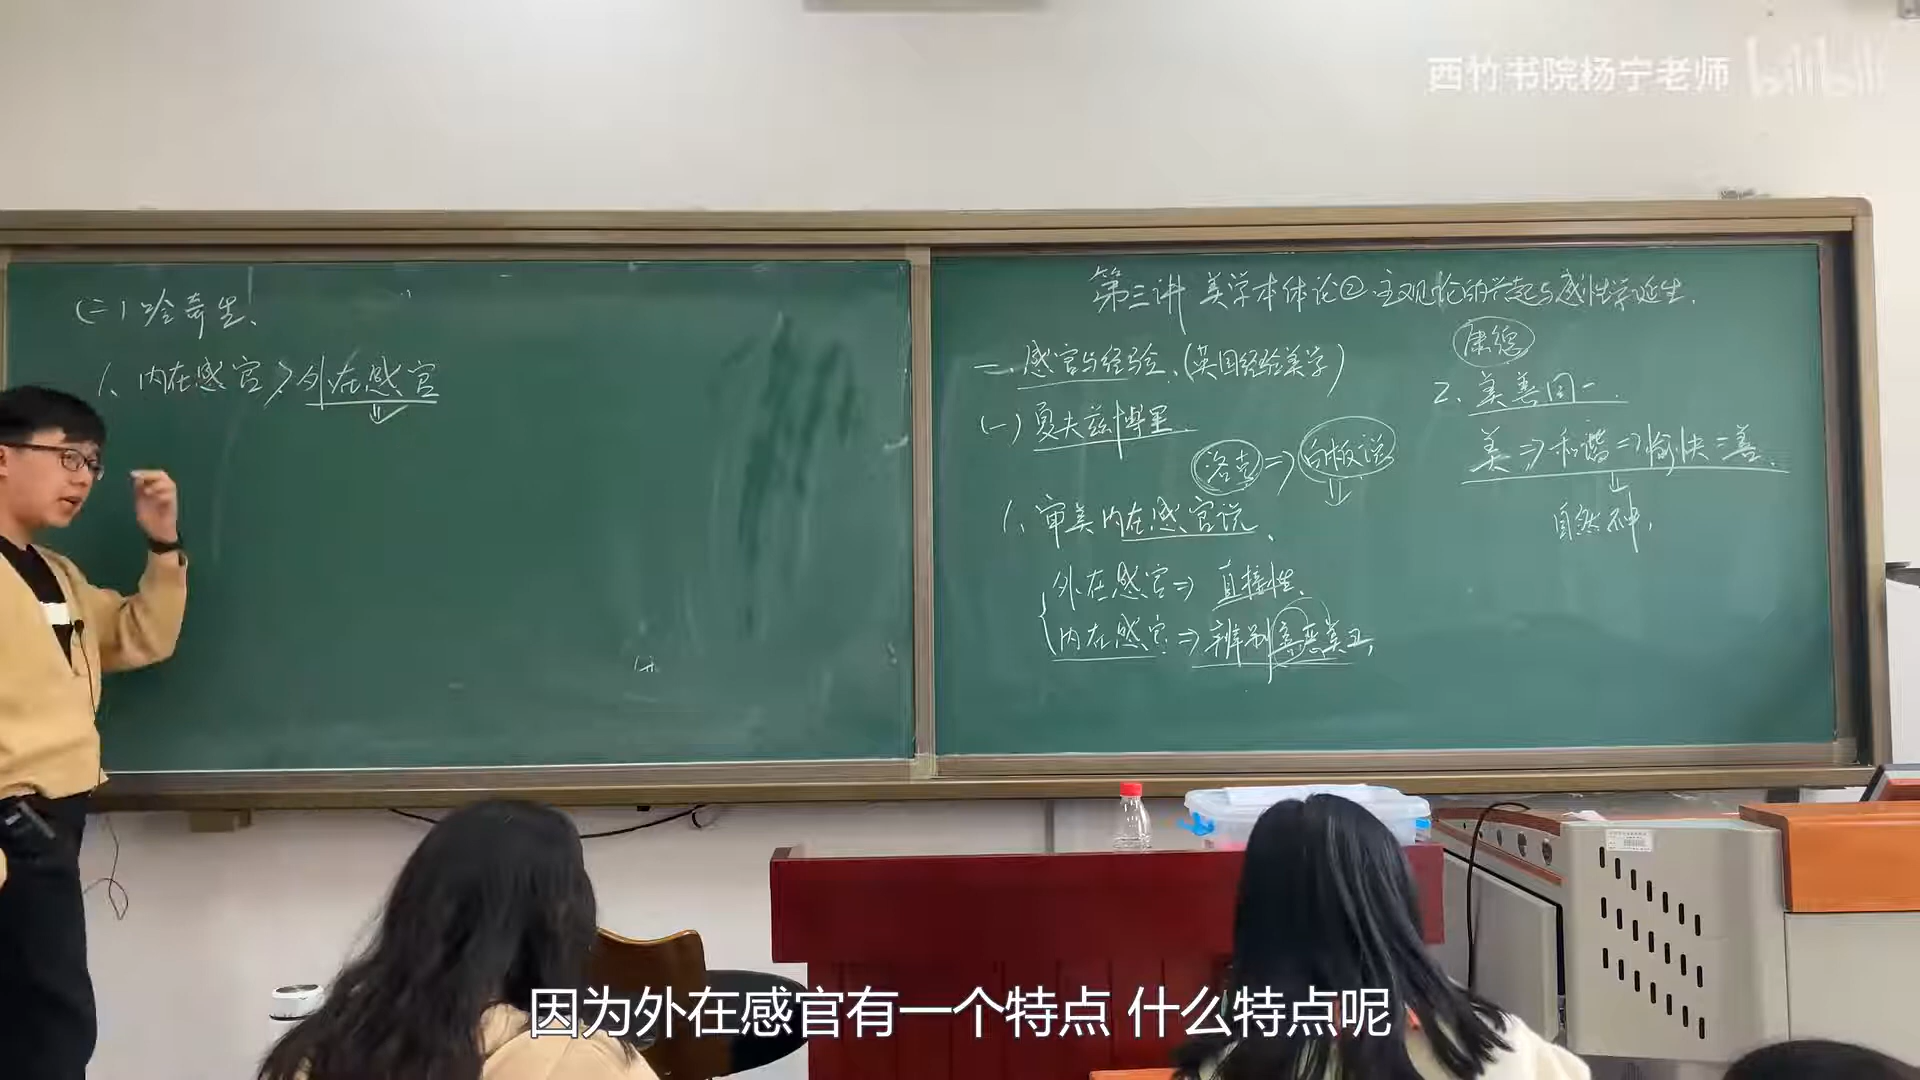 西竹书院杨宁老师 bilibili
(二)哈奇生、
1、内在感官>外在感官
第三讲 美学本体论②:主观论的兴起与感性学诞生.
一、感官与经验、(英国经验美学)
(一)夏夫兹博里.
洛克⇒白板说
1、审美内在感官说、
外在感官⇒直接性、
内在感官⇒辨别善恶美丑,
康德
2、美善同一.
美⇒和谐⇒愉快=善.
自然神.
因为外在感官有一个特点 什么特点呢